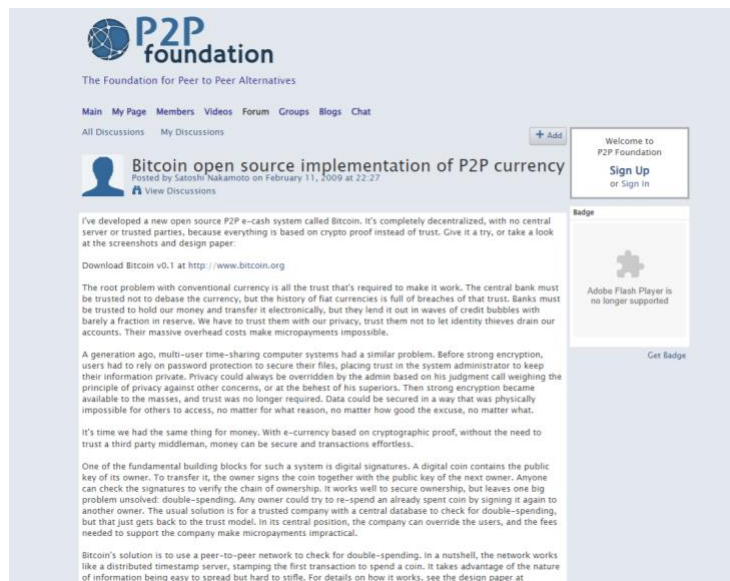 P2P
foundation
The Foundation for Peer to Peer Alternatives
Main My Page Members Videos Forum Groups Blogs Chat
All Discussions My Discussions
+ Add
Welcome to
P2P Foundation
Sign Up
or Sign In
Bitcoin open source implementation of P2P currency
Posted by Satoshi Nakamoto on February 11, 2009 at 22:27
View Discussions
Badge
Adobe Flash Player is
no longer supported
Get Badge
I've developed a new open source P2P e-cash system called Bitcoin. It's completely decentralized, with no central
server or trusted parties, because everything is based on crypto proof instead of trust. Give it a try, or take a look
at the screenshots and design paper:
Download Bitcoin v0.1 at http://www.bitcoin.org
The root problem with conventional currency is all the trust that's required to make it work. The central bank must
be trusted not to debase the currency, but the history of fiat currencies is full of breaches of that trust. Banks must
be trusted to hold our money and transfer it electronically, but they lend it out in waves of credit bubbles with
barely a fraction in reserve. We have to trust them with our privacy, trust them not to let identity thieves drain our
accounts. Their massive overhead costs make micropayments impossible.
A generation ago, multi-user time-sharing computer systems had a similar problem. Before strong encryption,
users had to rely on password protection to secure their files, placing trust in the system administrator to keep
their information private. Privacy could always be overridden by the admin based on his judgment call weighing the
principle of privacy against other concerns, or at the behest of his superiors. Then strong encryption became
available to the masses, and trust was no longer required. Data could be secured in a way that was physically
impossible for others to access, no matter for what reason, no matter how good the excuse, no matter what.
It's time we had the same thing for money. With e-currency based on cryptographic proof, without the need to
trust a third party middleman, money can be secure and transactions effortless.
One of the fundamental building blocks for such a system is digital signatures. A digital coin contains the public
key of its owner. To transfer it, the owner signs the coin together with the public key of the next owner. Anyone
can check the signatures to verify the chain of ownership. It works well to secure ownership, but leaves one big
problem unsolved: double-spending. Any owner could try to re-spend an already spent coin by signing it again to
another owner. The usual solution is for a trusted company with a central database to check for double-spending,
but that just gets back to the trust model. In its central position, the company can override the users, and the fees
needed to support the company make micropayments impractical.
Bitcoin's solution is to use a peer-to-peer network to check for double-spending. In a nutshell, the network works
like a distributed timestamp server, stamping the first transaction to spend a coin. It takes advantage of the nature
of information being easy to spread but hard to stifle. For details on how it works, see the design paper at